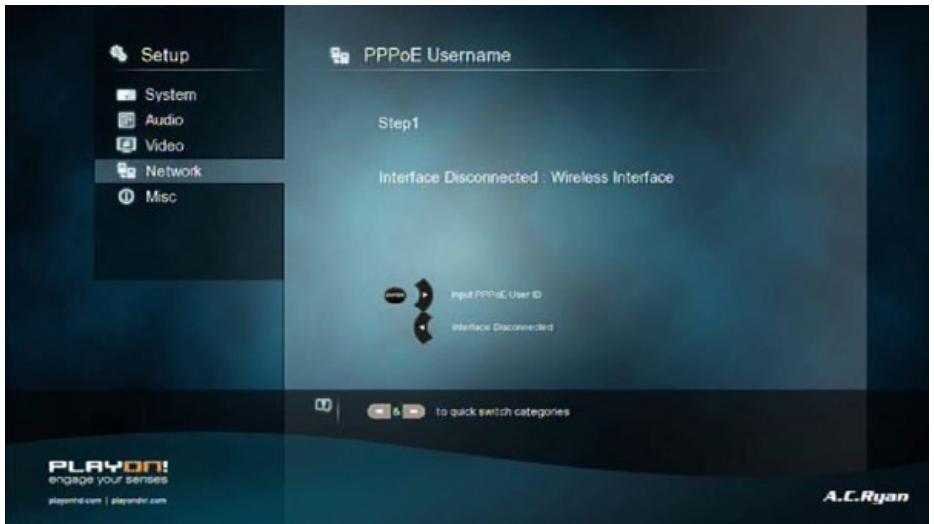 Setup
PPPoE Username
System
Audio
Video
Network
Misc
Step1
Interface Disconnected : Wireless Interface
ENTER Input PPPoE User ID
Interface Disconnected
& to quick switch categories
PLAYON!
engage your senses
playonhd.com | playondvr.com
A.C.Ryan